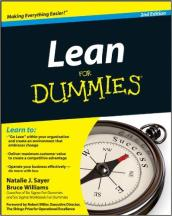 Making Everything Easier!™
2nd Edition
Lean
FOR
DUMMIES®
Learn to:
• "Go Lean" within your organisation
and create an environment that
embraces change
• Deliver maximum customer value
to create a competitive advantage
• Operate your business effectively —
do more with less
Natalie J. Sayer
Bruce Williams
Coauthor of Six Sigma For Dummies and
Six Sigma Workbook For Dummies
Foreword by Robert Miller, Executive Director,
The Shingo Prize for Operational Excellence
Success